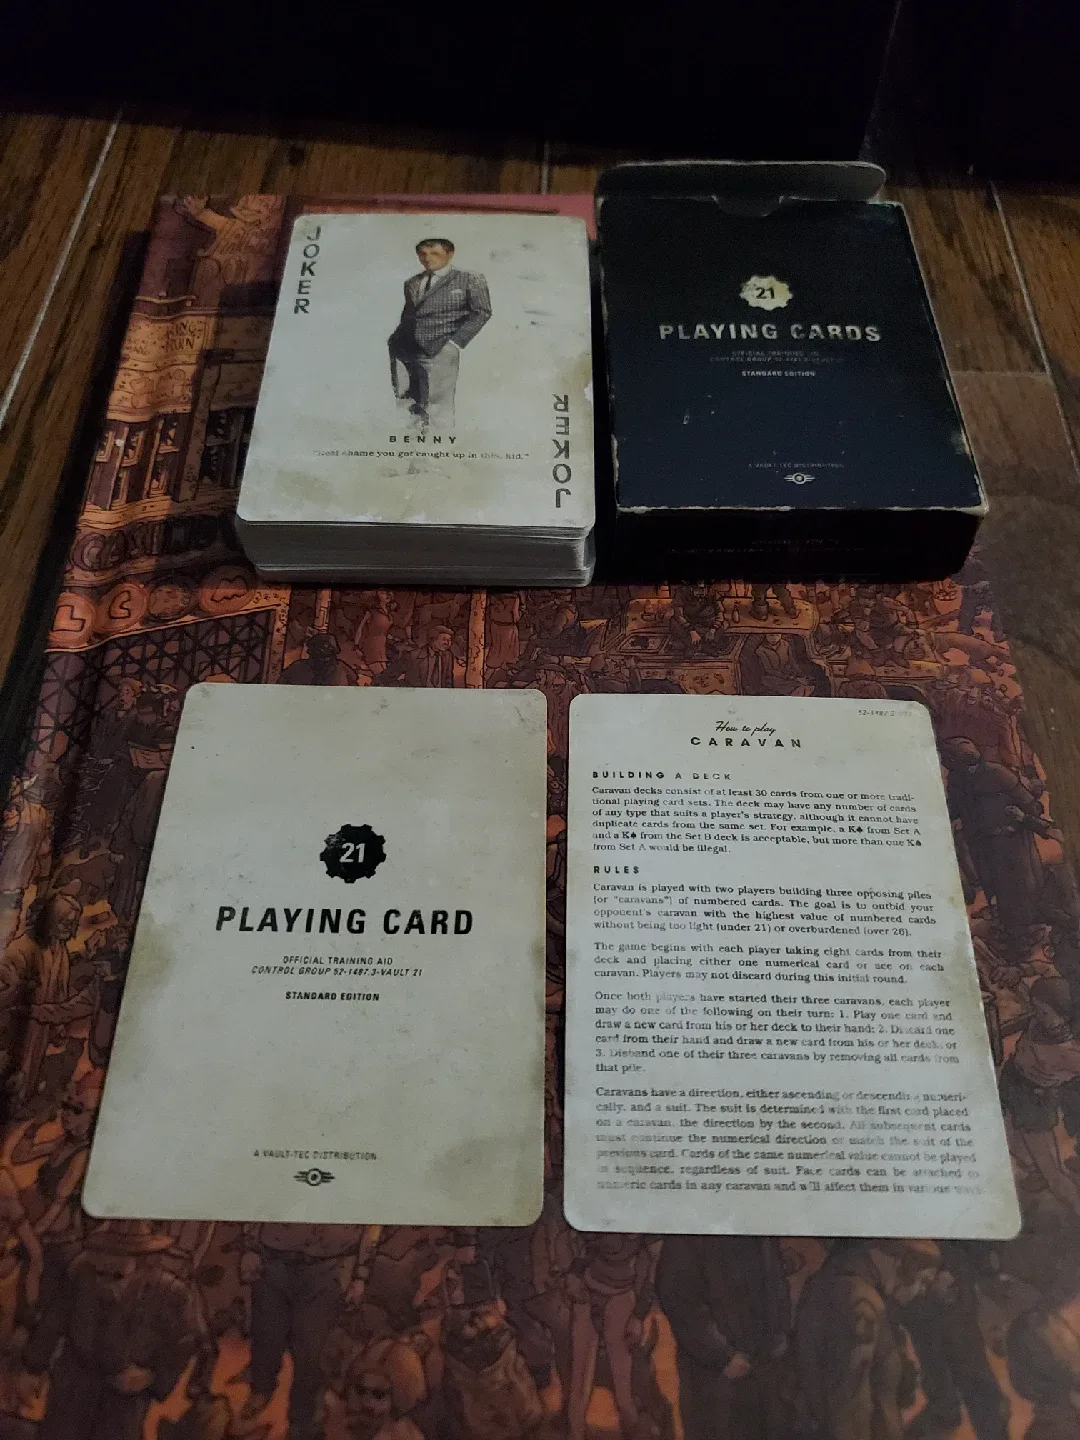 JOKER
BENNY
"Real shame you got caught up in this, kid."
JOKER
21
PLAYING CARDS
OFFICIAL TRAINING AID
STANDARD EDITION
A VAULT-TEC DISTRIBUTION
21
PLAYING CARD
OFFICIAL TRAINING AID
CONTROL GROUP 52-1487.3-VAULT 21
STANDARD EDITION
A VAULT-TEC DISTRIBUTION
How to play
CARAVAN
BUILDING A DECK
Caravan decks consist of at least 30 cards from one or more tradi-
tional playing card sets. The deck may have any number of cards
of any type that suits a player's strategy, although it cannot have
duplicate cards from the same set. For example, a K♠ from Set A
and a K♠ from the Set B deck is acceptable, but more than one K♠
from Set A would be illegal.
RULES
Caravan is played with two players building three opposing piles
(or "caravans") of numbered cards. The goal is to outbid your
opponent's caravan with the highest value of numbered cards
without being too light (under 21) or overburdened (over 26).
The game begins with each player taking eight cards from their
deck and placing either one numerical card or ace on each
caravan. Players may not discard during this initial round.
Once both players have started their three caravans, each player
may do one of the following on their turn: 1. Play one card and
draw a new card from his or her deck to their hand; 2. Discard one
card from their hand and draw a new card from his or her deck, or
3. Disband one of their three caravans by removing all cards from
that pile.
Caravans have a direction, either ascending or descending numeri-
cally, and a suit. The suit is determined with the first card placed
on a caravan, the direction by the second. All subsequent cards
must continue the numerical direction or match the suit of the
previous card. Cards of the same numerical value cannot be played
in sequence, regardless of suit. Face cards can be attached to
numeric cards in any caravan and will affect them in various ways.